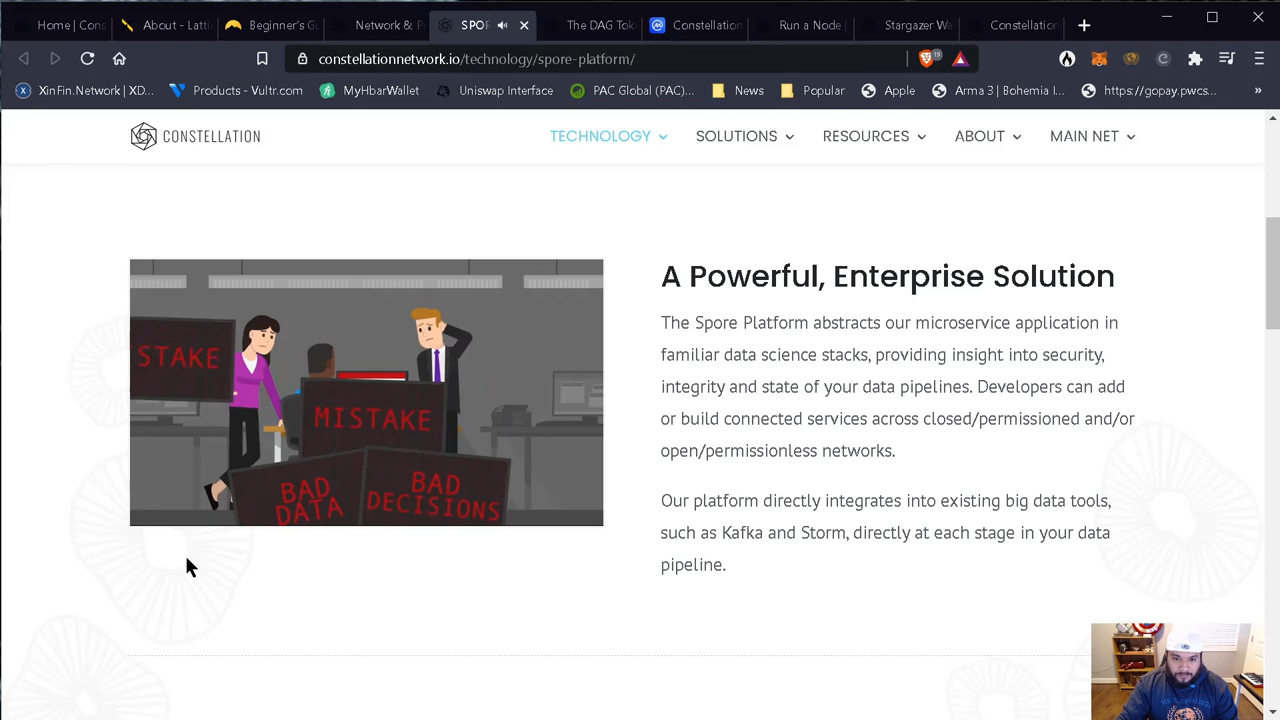 Home | Cons
About - Latti
Beginner's G
Network & P
SPO
The DAG Tok
Constellation
Run a Node
Stargazer W
Constellation
constellationnetwork.io/technology/spore-platform/
19
XinFin.Network | XD...
Products - Vultr.com
MyHbarWallet
Uniswap Interface
PAC Global (PAC)...
News
Popular
Apple
Arma 3 | Bohemia I...
https://gopay.pwcs...
»
CONSTELLATION
TECHNOLOGY
SOLUTIONS
RESOURCES
ABOUT
MAIN NET
STAKE
MISTAKE
BAD
DATA
BAD
DECISIONS
A Powerful, Enterprise Solution
The Spore Platform abstracts our microservice application in
familiar data science stacks, providing insight into security,
integrity and state of your data pipelines. Developers can add
or build connected services across closed/permissioned and/or
open/permissionless networks.
Our platform directly integrates into existing big data tools,
such as Kafka and Storm, directly at each stage in your data
pipeline.